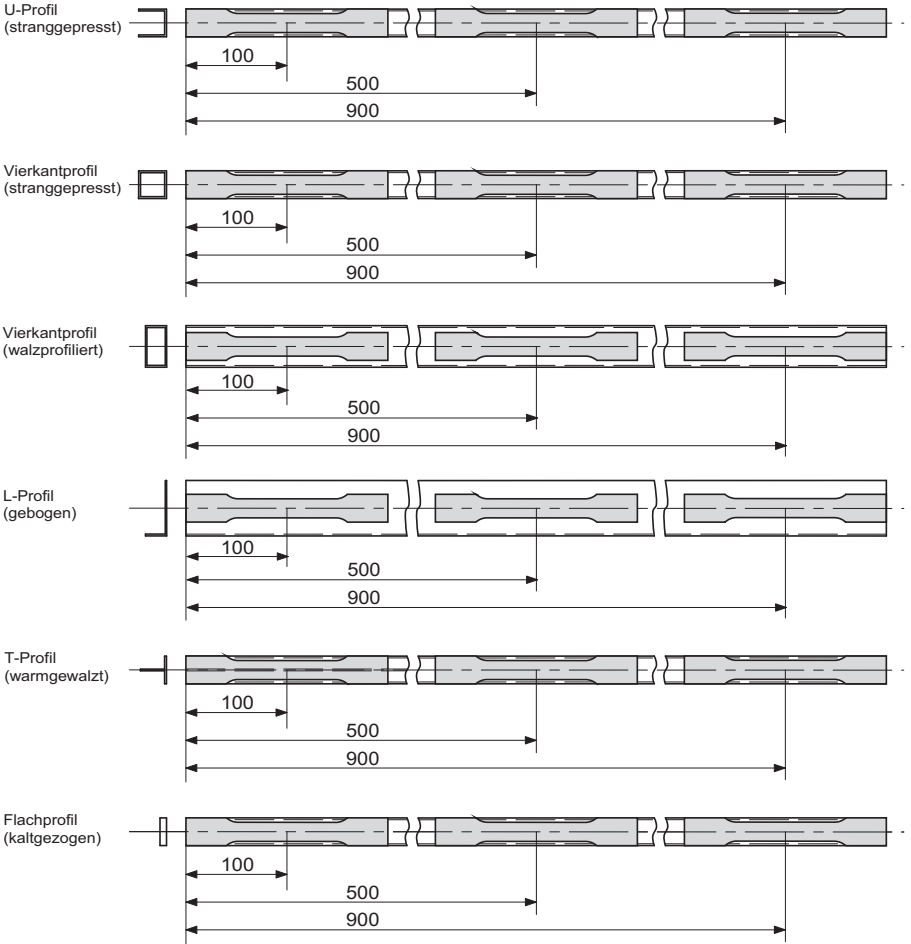 U-Profil
(stranggepresst)
100
500
900
Vierkantprofil
(stranggepresst)
100
500
900
Vierkantprofil
(walzprofiliert)
100
500
900
L-Profil
(gebogen)
100
500
900
T-Profil
(warmgewalzt)
100
500
900
Flachprofil
(kaltgezogen)
100
500
900